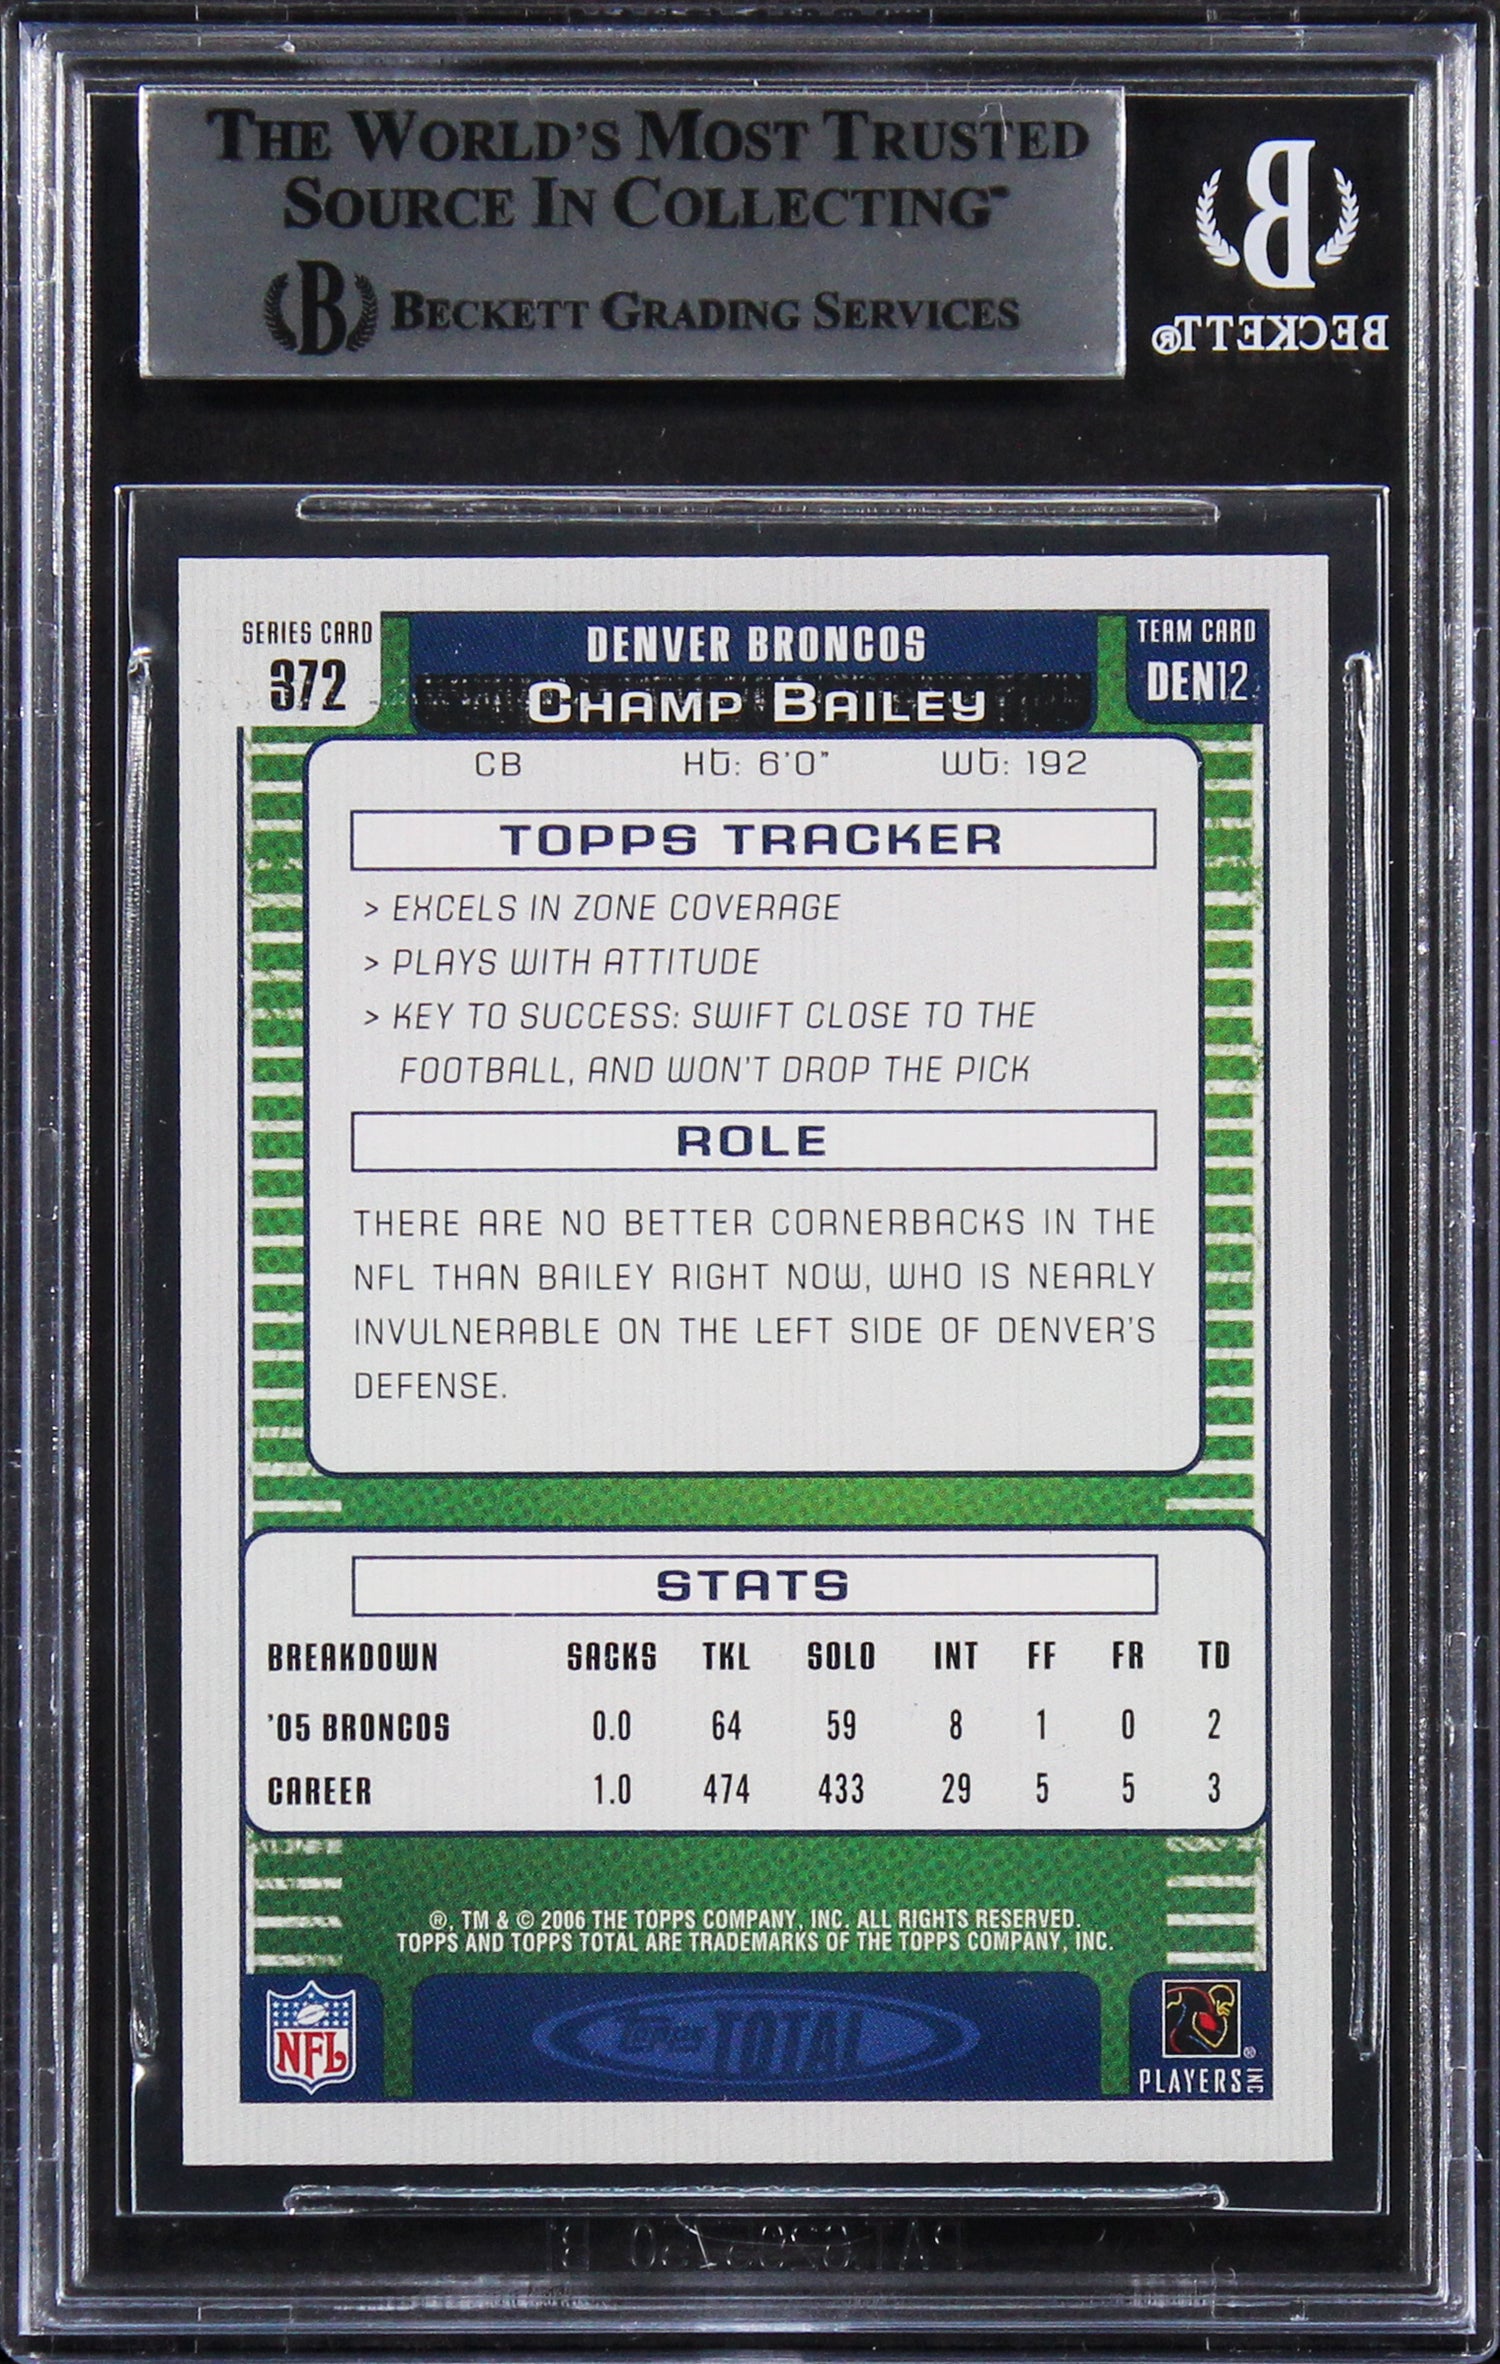 THE WORLD'S MOST TRUSTED
SOURCE IN COLLECTING™
B BECKETT GRADING SERVICES
B
BECKETT®
SERIES CARD
372
DENVER BRONCOS
CHAMP BAILEY
TEAM CARD
DEN12
CB Ht: 6'0" Wt: 192
TOPPS TRACKER
> EXCELS IN ZONE COVERAGE
> PLAYS WITH ATTITUDE
> KEY TO SUCCESS: SWIFT CLOSE TO THE
FOOTBALL, AND WON'T DROP THE PICK
ROLE
THERE ARE NO BETTER CORNERBACKS IN THE
NFL THAN BAILEY RIGHT NOW, WHO IS NEARLY
INVULNERABLE ON THE LEFT SIDE OF DENVER'S
DEFENSE.
STATS
BREAKDOWN SACKS TKL SOLO INT FF FR TD
'05 BRONCOS 0.0 64 59 8 1 0 2
CAREER 1.0 474 433 29 5 5 3
®, TM & © 2006 THE TOPPS COMPANY, INC. ALL RIGHTS RESERVED.
TOPPS AND TOPPS TOTAL ARE TRADEMARKS OF THE TOPPS COMPANY, INC.
NFL
Topps TOTAL
PLAYERS INC ®